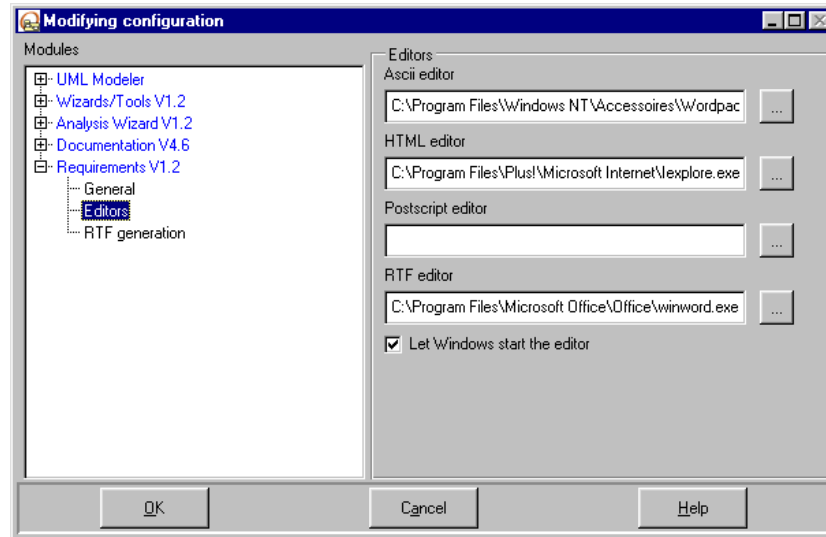 Modifying configuration
Modules
UML Modeler
Wizards/Tools V1.2
Analysis Wizard V1.2
Documentation V4.6
Requirements V1.2
General
Editors
RTF generation
Editors
Ascii editor
C:\Program Files\Windows NT\Accessoires\Wordpac
...
HTML editor
C:\Program Files\Plus!\Microsoft Internet\Iexplore.exe
...
Postscript editor
...
RTF editor
C:\Program Files\Microsoft Office\Office\winword.exe
...
Let Windows start the editor
OK
Cancel
Help